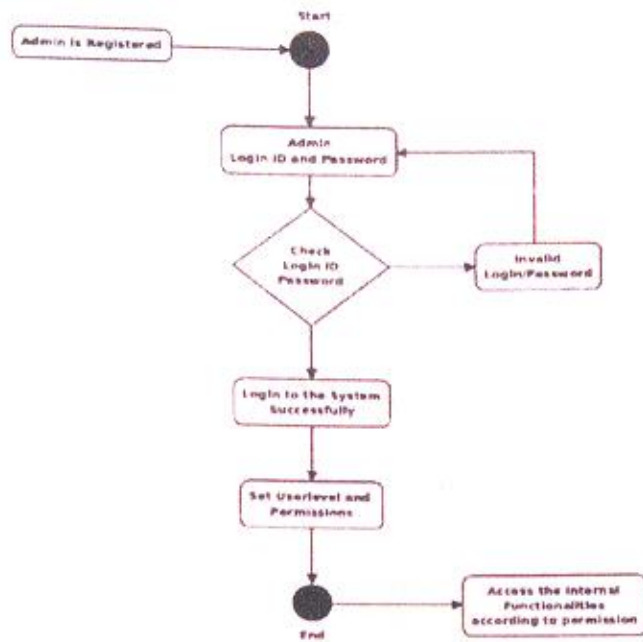 Start
Admin is Registered
Admin
Login ID and Password
Check
Login ID
Password
Invalid
Login/Password
Login to the System
Successfully
Set Userlevel and
Permissions
End
Access the Internal
Functionalities
according to permission